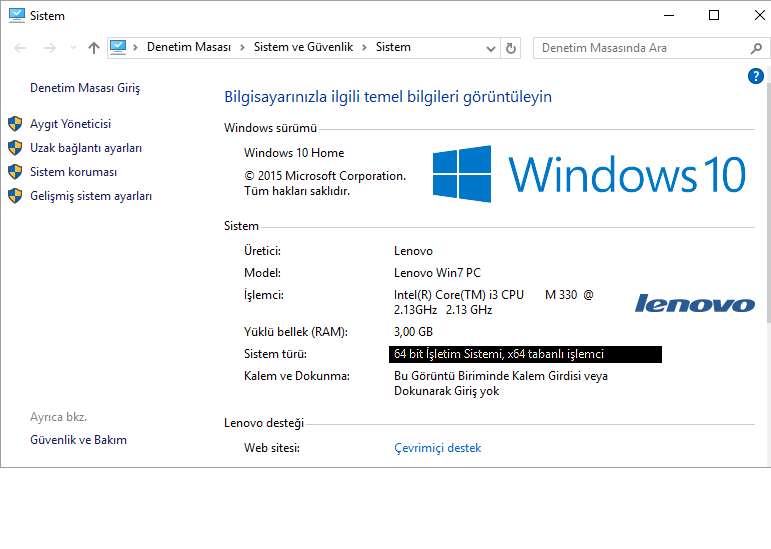 Sistem
Denetim Masası
Sistem ve Güvenlik
Sistem
Denetim Masasında Ara
?
Denetim Masası Giriş
Aygıt Yöneticisi
Uzak bağlantı ayarları
Sistem koruması
Gelişmiş sistem ayarları
Bilgisayarınızla ilgili temel bilgileri görüntüleyin
Windows sürümü
Windows 10 Home
© 2015 Microsoft Corporation.
Tüm hakları saklıdır.
Windows 10
Sistem
Üretici: Lenovo
Model: Lenovo Win7 PC
İşlemci: Intel(R) Core(TM) i3 CPU M 330 @
2.13GHz 2.13 GHz
lenovo
Yüklü bellek (RAM): 3,00 GB
Sistem türü: 64 bit İşletim Sistemi, x64 tabanlı işlemci
Kalem ve Dokunma: Bu Görüntü Biriminde Kalem Girdisi veya
Dokunarak Giriş yok
Lenovo desteği
Web sitesi: Çevrimiçi destek
Ayrıca bkz.
Güvenlik ve Bakım